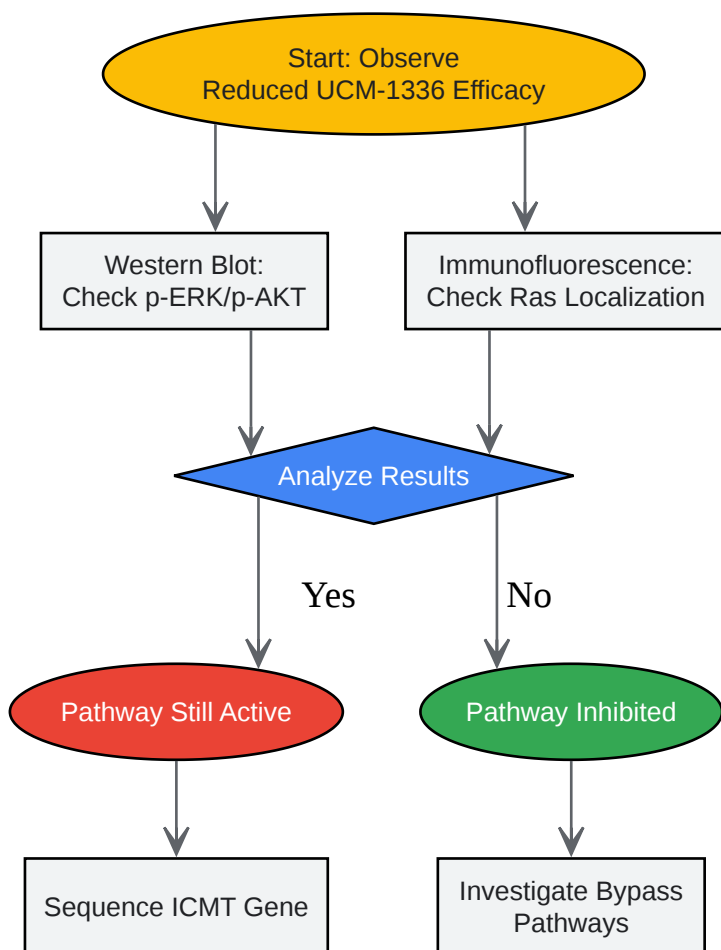 Start: Observe
Reduced UCM-1336 Efficacy
Western Blot:
Check p-ERK/p-AKT
Immunofluorescence:
Check Ras Localization
Analyze Results
Yes
No
Pathway Still Active
Pathway Inhibited
Sequence ICMT Gene
Investigate Bypass
Pathways